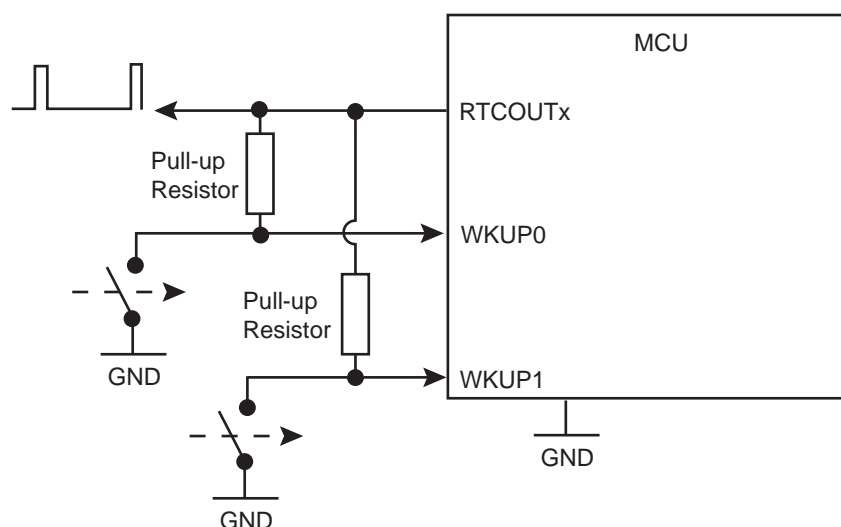 MCU
RTCOUTx
Pull-up
Resistor
WKUP0
Pull-up
Resistor
GND
WKUP1
GND
GND